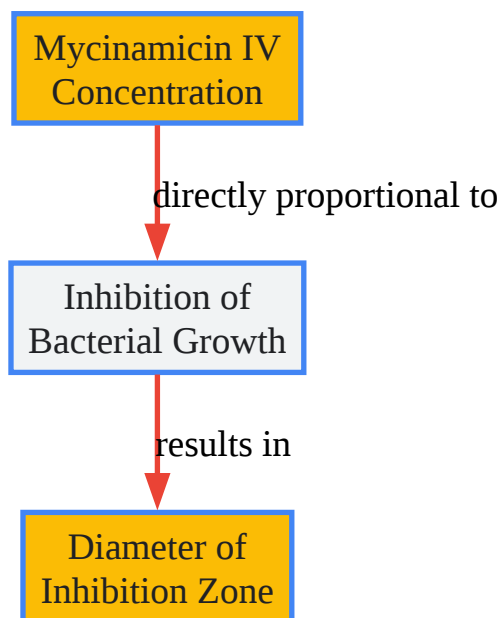 Mycinamicin IV
Concentration
directly proportional to
Inhibition of
Bacterial Growth
results in
Diameter of
Inhibition Zone